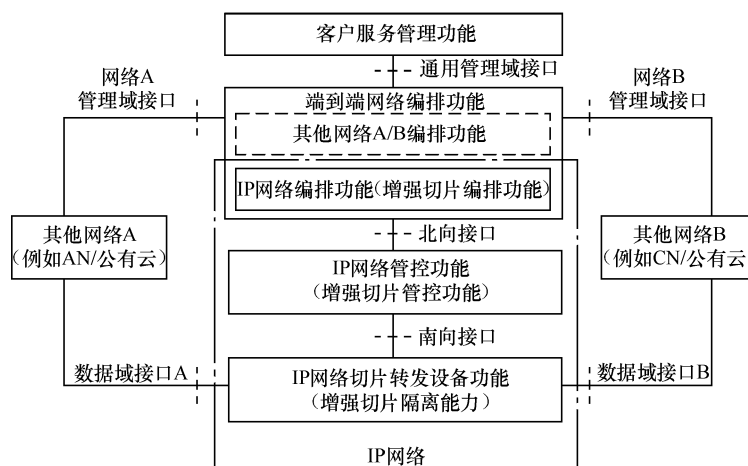 客户服务管理功能
通用管理域接口
网络A
管理域接口
网络B
管理域接口
端到端网络编排功能
其他网络A/B编排功能
IP网络编排功能(增强切片编排功能)
北向接口
其他网络A
(例如AN/公有云)
其他网络B
(例如CN/公有云
IP网络管控功能
(增强切片管控功能)
南向接口
数据域接口A
IP网络切片转发设备功能
(增强切片隔离能力)
数据域接口B
IP网络